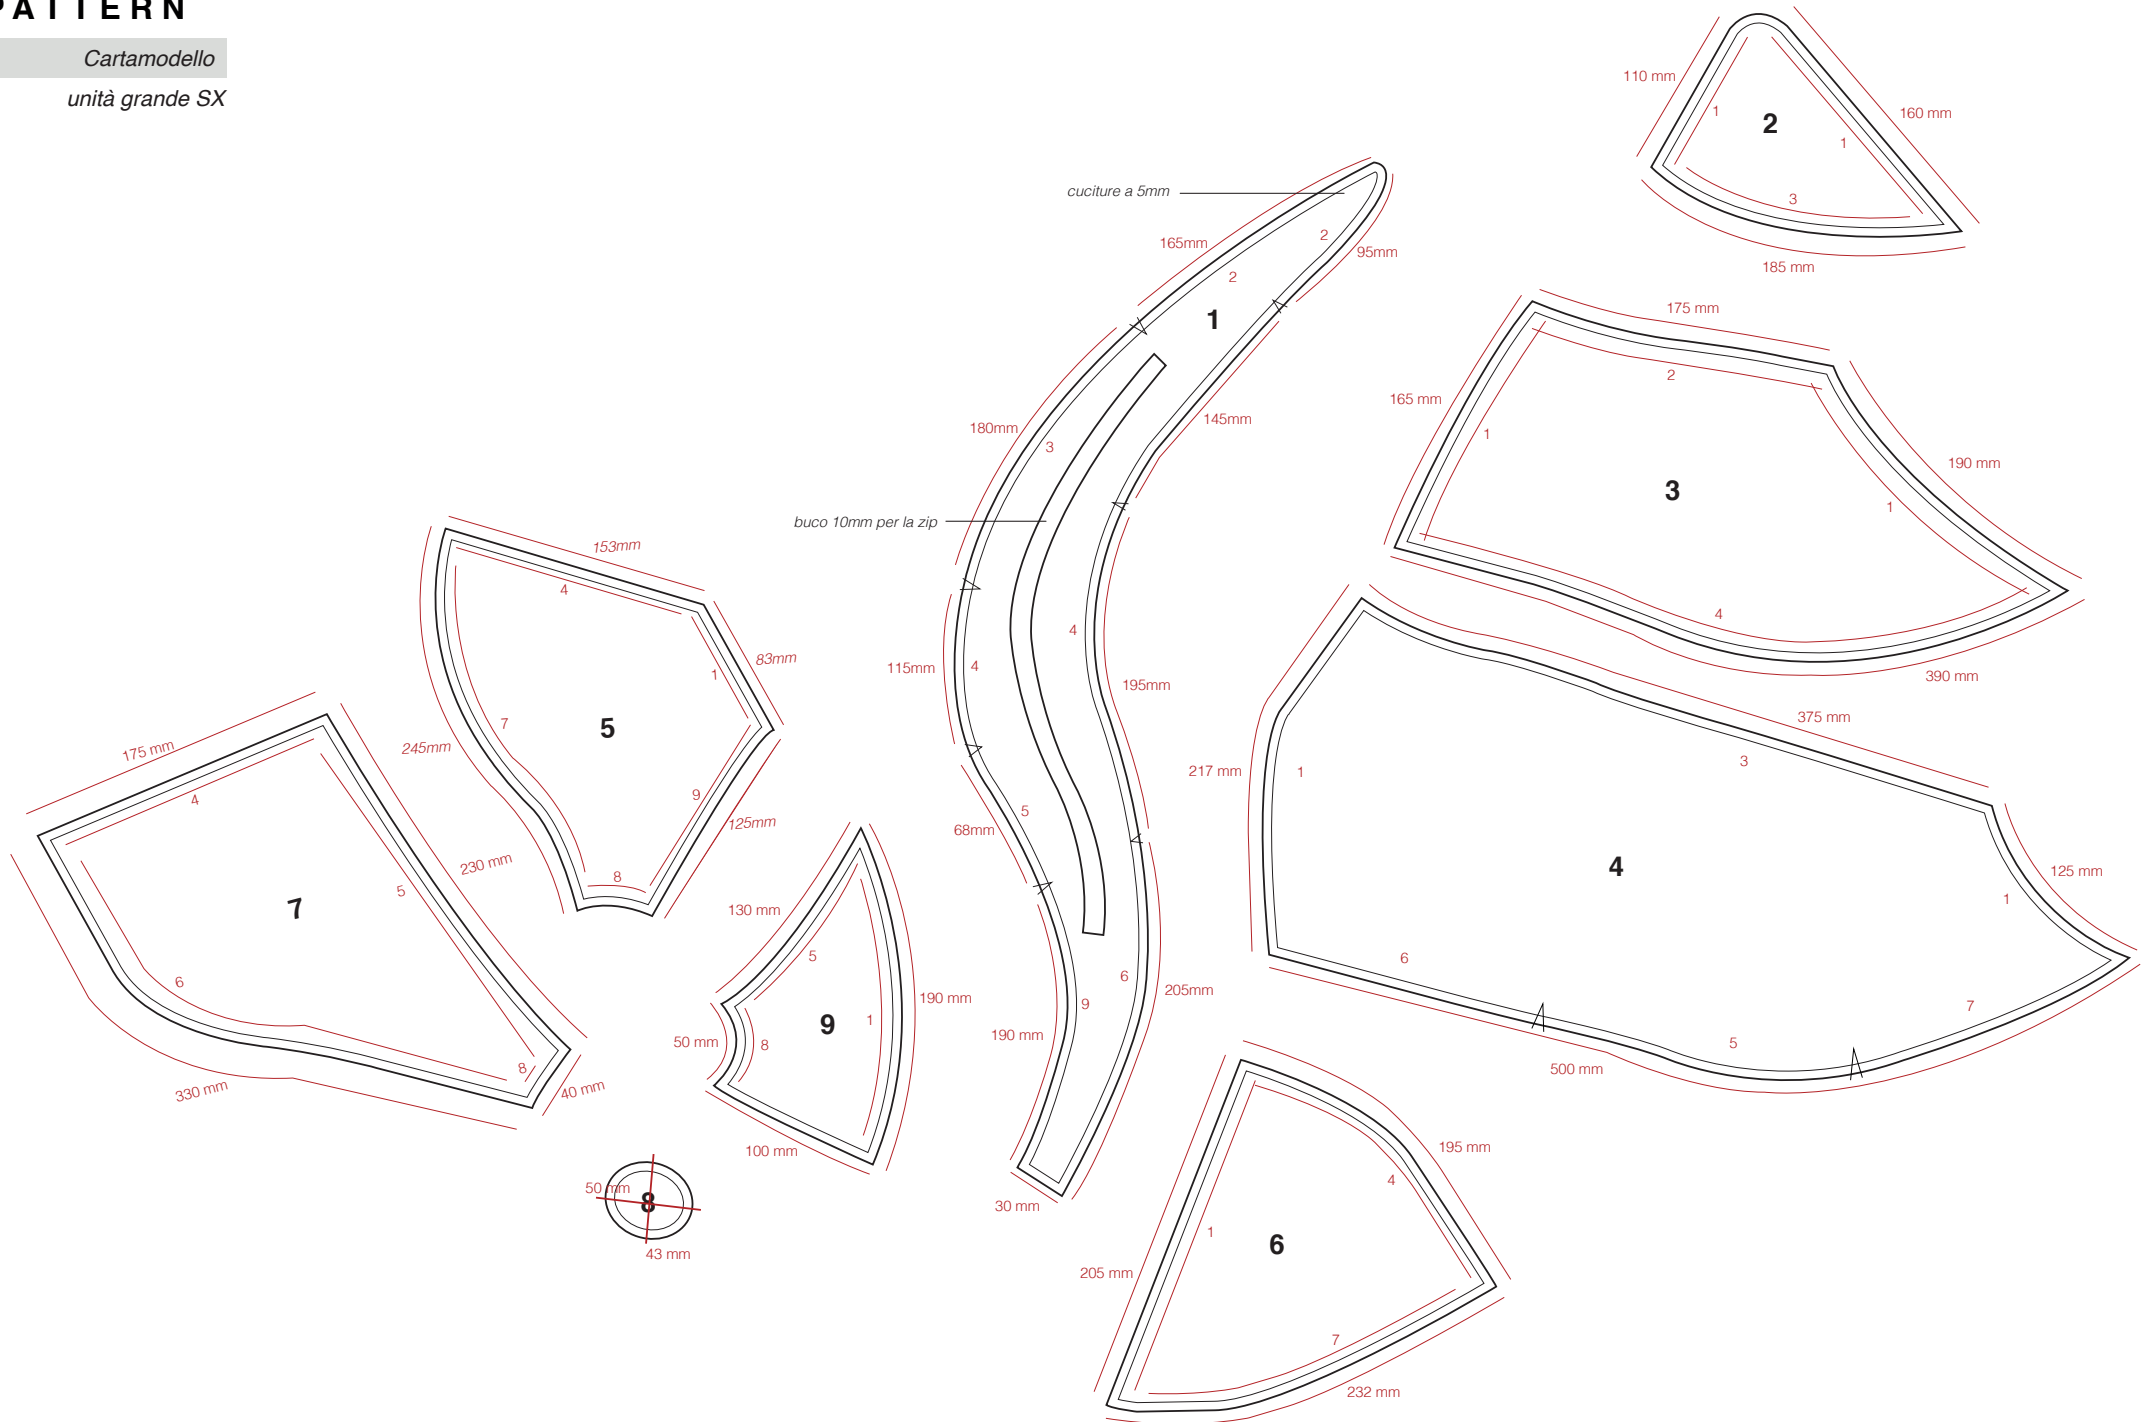 PATTERN
Cartamodello
unità grande SX
110 mm
160 mm
1
2
1
3
185 mm
cuciture a 5mm
165mm
2
95mm
2
1
175 mm
2
165 mm
1
3
190 mm
1
4
390 mm
180mm
3
145mm
buco 10mm per la zip
4
195mm
115mm
4
5
68mm
6
205mm
9
190 mm
30 mm
153mm
4
83mm
1
5
7
245mm
9
125mm
8
175 mm
4
230 mm
5
7
6
8
330 mm
40 mm
130 mm
5
190 mm
9
1
50 mm
8
100 mm
50 mm
8
43 mm
375 mm
3
217 mm
1
4
125 mm
1
6
7
5
500 mm
195 mm
4
1
6
205 mm
7
232 mm